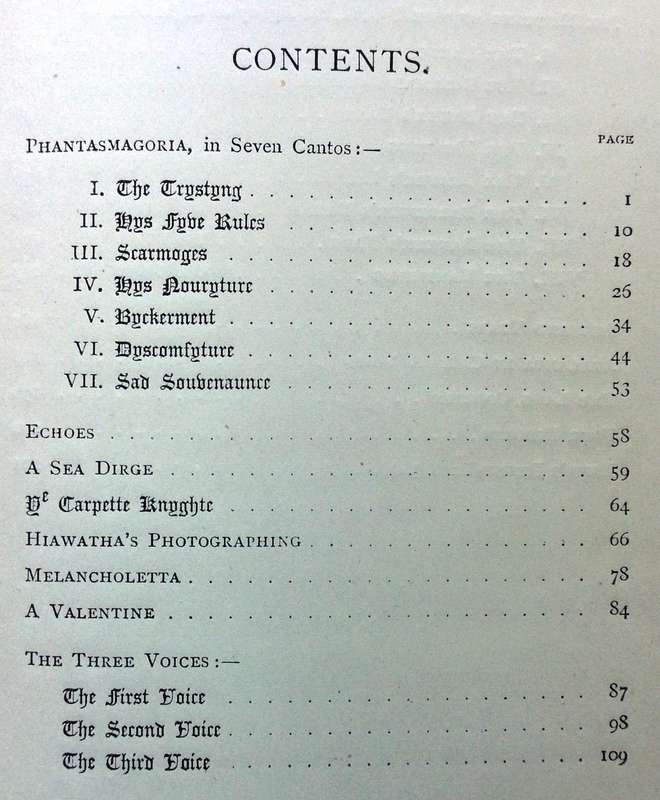 CONTENTS.
PAGE
PHANTASMAGORIA, in Seven Cantos:—
I. The Trystyng . . . . . . . . . . . . 1
II. Hys Fyve Rules . . . . . . . . . . . 10
III. Scarmoges . . . . . . . . . . . . . 18
IV. Hys Nouryture . . . . . . . . . . . 26
V. Byckerment . . . . . . . . . . . . . 34
VI. Dyscomfyture . . . . . . . . . . . . 44
VII. Sad Souvenaunce . . . . . . . . . . 53
ECHOES . . . . . . . . . . . . . . . . . 58
A SEA DIRGE . . . . . . . . . . . . . . . 59
Ye Carpette Knyghte . . . . . . . . . . . . 64
HIAWATHA'S PHOTOGRAPHING . . . . . . . . . . 66
MELANCHOLETTA . . . . . . . . . . . . . . 78
A VALENTINE . . . . . . . . . . . . . . . 84
THE THREE VOICES:—
The First Voice . . . . . . . . . . . . . 87
The Second Voice . . . . . . . . . . . . . 98
The Third Voice . . . . . . . . . . . . . 109